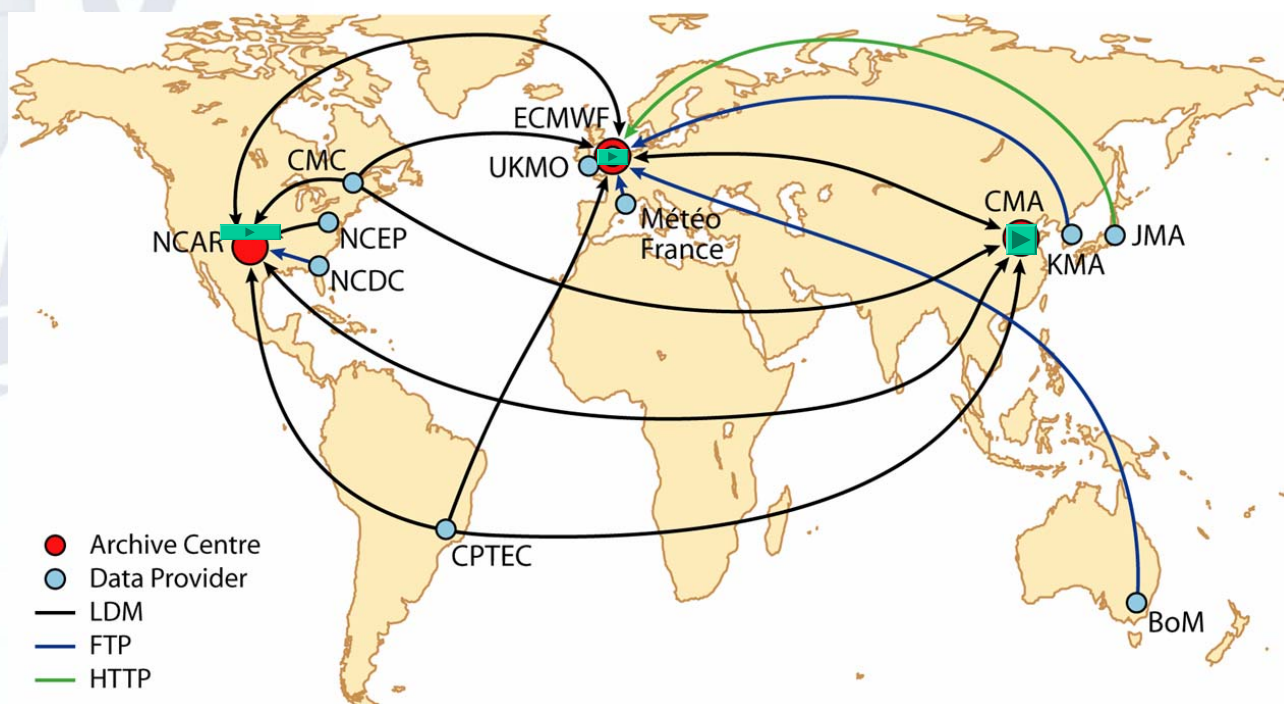 ECMWF
CMC
UKMO
CMA
Météo
France
NCAR
NCEP
JMA
KMA
NCDC
CPTEC
BoM
Archive Centre
Data Provider
LDM
FTP
HTTP